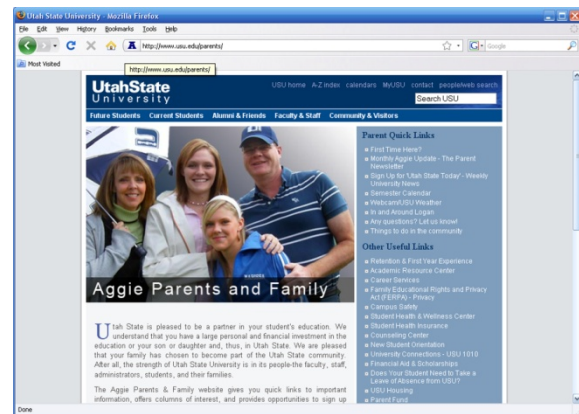 Utah State University - Mozilla Firefox
File Edit View History Bookmarks Tools Help
http://www.usu.edu/parents/
Google
Most Visited
http://www.usu.edu/parents/
UtahState
University
USU home A-Z index calendars MyUSU contact people/web search
Search USU
Future Students Current Students Alumni & Friends Faculty & Staff Community & Visitors
Aggie Parents and Family
Utah State is pleased to be a partner in your student's education. We
understand that you have a large personal and financial investment in the
education or your son or daughter and, thus, in Utah State. We are pleased
that your family has chosen to become part of the Utah State community.
After all, the strength of Utah State University is in its people-the faculty, staff,
administrators, students, and their families.
The Aggie Parents & Family website gives you quick links to important
information, offers columns of interest, and provides opportunities to sign up
Parent Quick Links
First Time Here?
Monthly Aggie Update - The Parent
Newsletter
Sign Up for 'Utah State Today' - Weekly
University News
Semester Calendar
Webcam/USU Weather
In and Around Logan
Any questions? Let us know!
Things to do in the community
Other Useful Links
Retention & First Year Experience
Academic Resource Center
Career Services
Family Educational Rights and Privacy
Act (FERPA) - Privacy
Campus Safety
Student Health & Wellness Center
Student Health Insurance
Counseling Center
New Student Orientation
University Connections - USU 1010
Financial Aid & Scholarships
Does Your Student Need to Take a
Leave of Absence from USU?
USU Housing
Parent Fund
Done